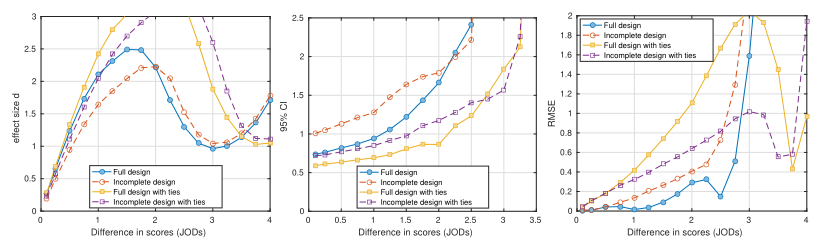 effect size d
3
2.5
2
1.5
1
0.5
0
0 1 2 3 4
Difference in scores (JODs)
Full design
Incomplete design
Full design with ties
Incomplete design with ties
95% CI
2.5
2
1.5
1
0.5
0
0 0.5 1 1.5 2 2.5 3 3.5
Difference in scores (JODs)
Full design
Incomplete design
Full design with ties
Incomplete design with ties
RMSE
2
1.8
1.6
1.4
1.2
1
0.8
0.6
0.4
0.2
0
0 1 2 3 4
Difference in scores (JODs)
Full design
Incomplete design
Full design with ties
Incomplete design with ties